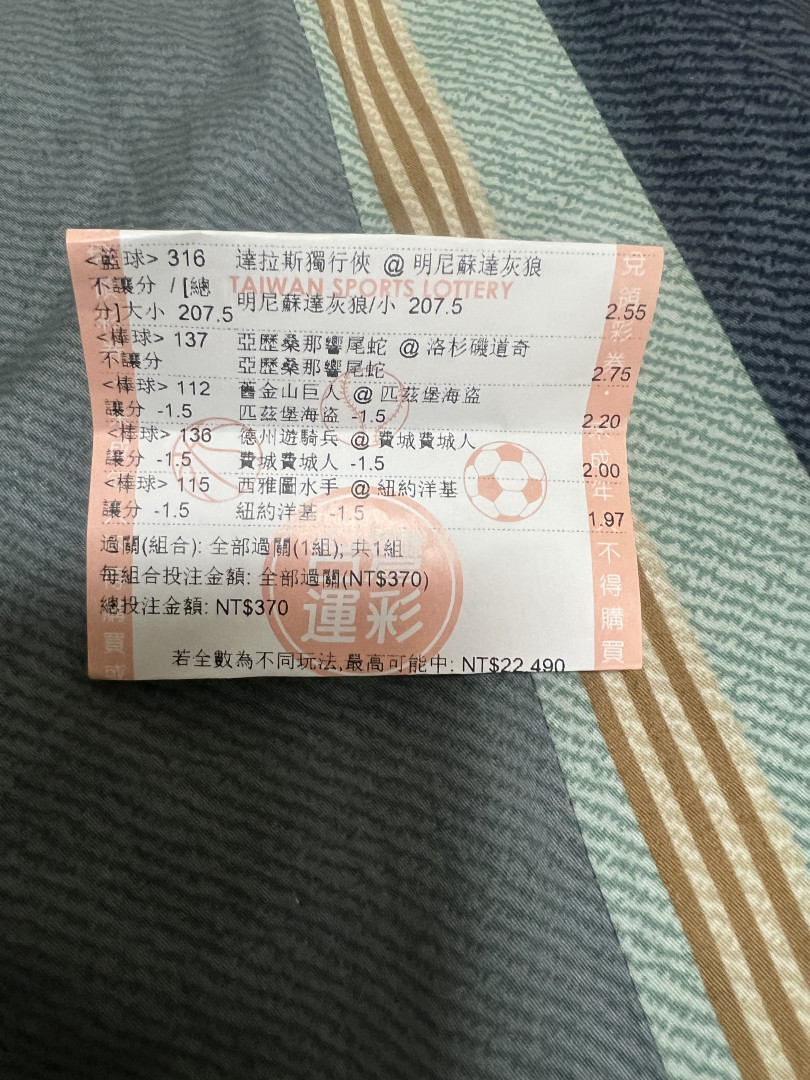 <籃球> 316 達拉斯獨行俠 @ 明尼蘇達灰狼
不讓分 / [總
TAIWAN SPORTS LOTTERY
分]大小 207.5 明尼蘇達灰狼/小 207.5 2.55
<棒球> 137 亞歷桑那響尾蛇 @ 洛杉磯道奇
不讓分 亞歷桑那響尾蛇 2.75
<棒球> 112 舊金山巨人 @ 匹茲堡海盜
讓分 -1.5 匹茲堡海盜 -1.5 2.20
<棒球> 136 德州遊騎兵 @ 費城費城人
讓分 -1.5 費城費城人 -1.5 2.00
<棒球> 115 西雅圖水手 @ 紐約洋基
讓分 -1.5 紐約洋基 -1.5 1.97
過關(組合): 全部過關(1組); 共1組
每組合投注金額: 全部過關(NT$370)
總投注金額: NT$370
若全數為不同玩法,最高可能中: NT$22,490
運彩
兌領彩券．
成年
不得購買
購買或